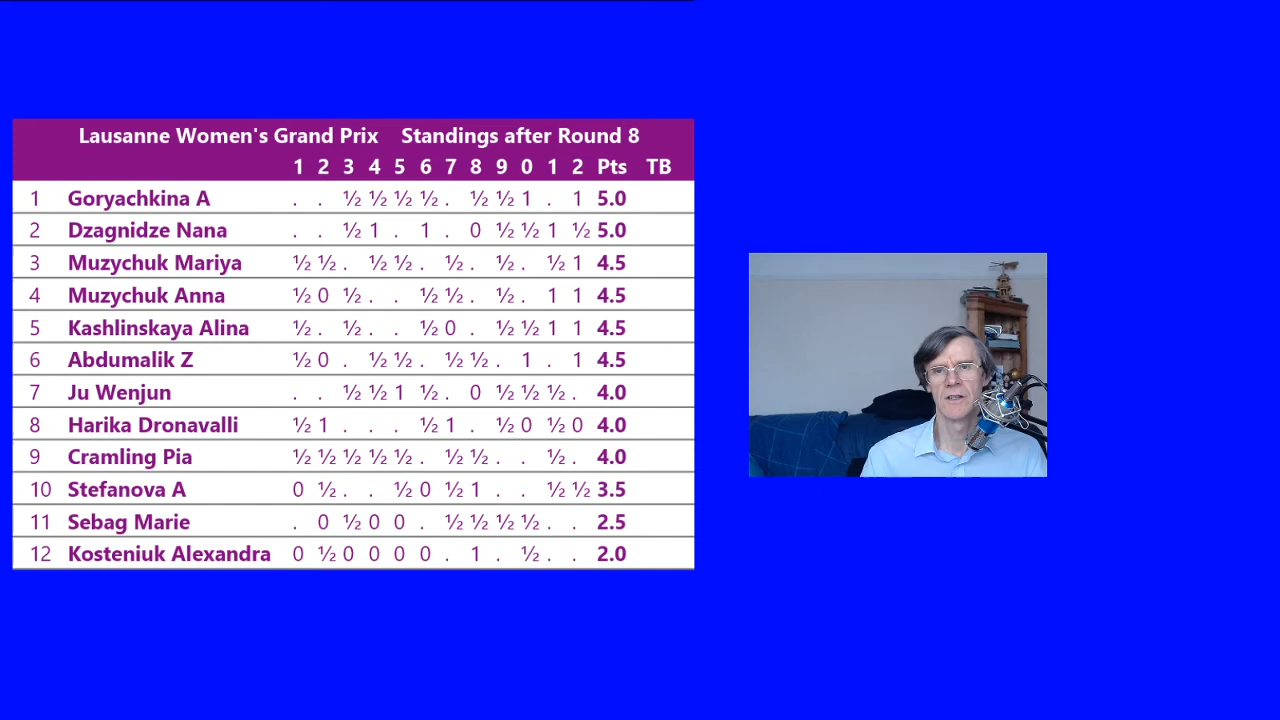 Lausanne Women's Grand Prix Standings after Round 8
1 2 3 4 5 6 7 8 9 0 1 2 Pts TB
1 Goryachkina A . . ½ ½ ½ ½ . ½ ½ 1 . 1 5.0
2 Dzagnidze Nana . . ½ 1 . 1 . 0 ½ ½ 1 ½ 5.0
3 Muzychuk Mariya ½ ½ . ½ ½ . ½ . ½ . ½ 1 4.5
4 Muzychuk Anna ½ 0 ½ . . ½ ½ . ½ . 1 1 4.5
5 Kashlinskaya Alina ½ . ½ . . ½ 0 . ½ ½ 1 1 4.5
6 Abdumalik Z ½ 0 . ½ ½ . ½ ½ . 1 . 1 4.5
7 Ju Wenjun . . ½ ½ 1 ½ . 0 ½ ½ ½ . 4.0
8 Harika Dronavalli ½ 1 . . . ½ 1 . ½ 0 ½ 0 4.0
9 Cramling Pia ½ ½ ½ ½ ½ . ½ ½ . . ½ . 4.0
10 Stefanova A 0 ½ . . ½ 0 ½ 1 . . ½ ½ 3.5
11 Sebag Marie . 0 ½ 0 0 . ½ ½ ½ ½ . . 2.5
12 Kosteniuk Alexandra 0 ½ 0 0 0 0 . 1 . ½ . . 2.0